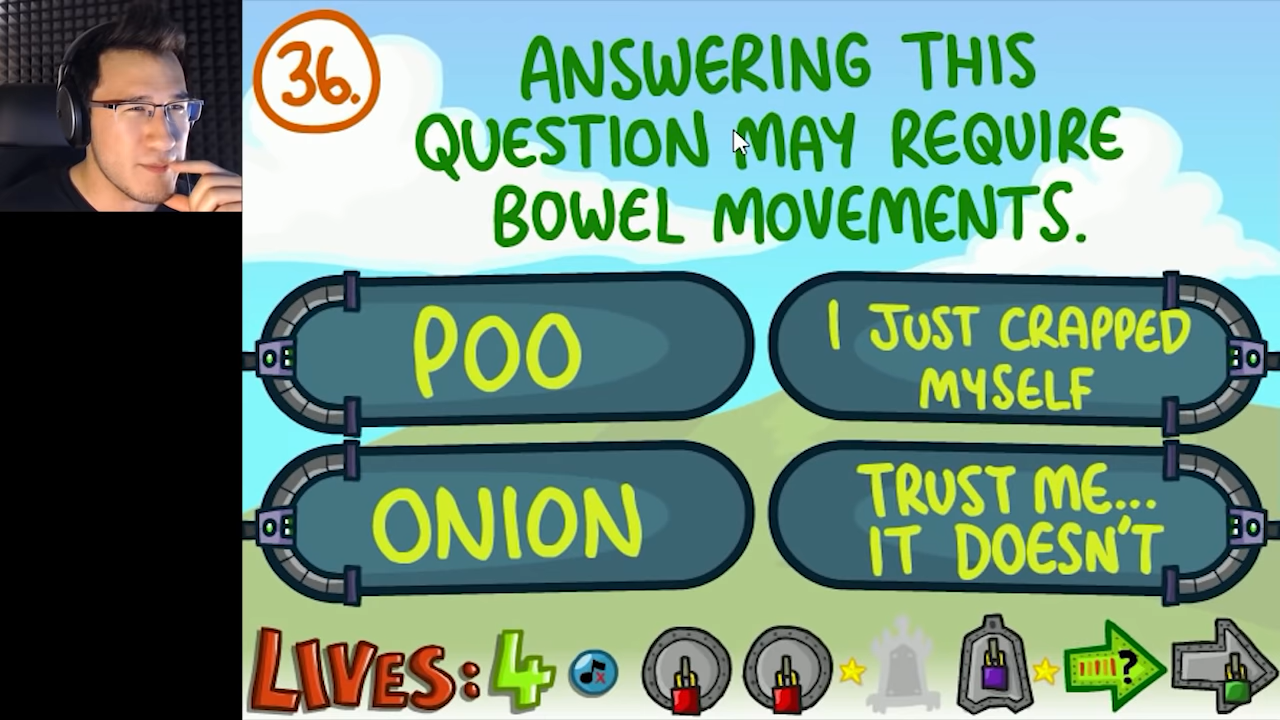 36.
ANSWERING THIS
QUESTION MAY REQUIRE
BOWEL MOVEMENTS.
POO
I JUST CRAPPED
MYSELF
ONION
TRUST ME...
IT DOESN'T
LIVES: 4
?